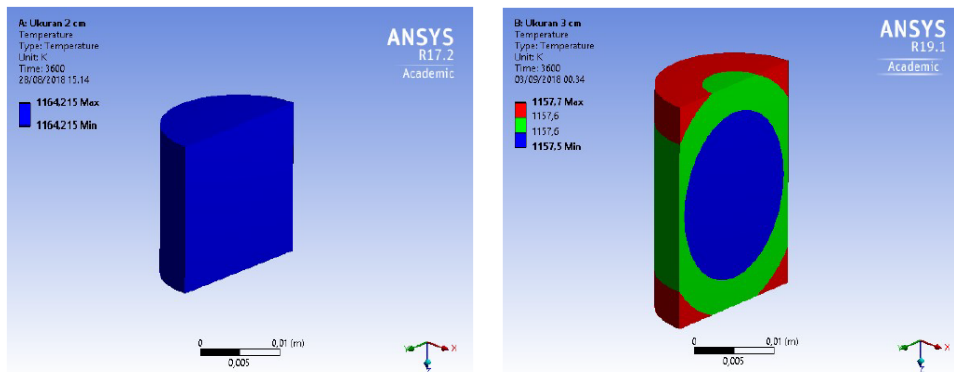 A: Ukuran 2 cm
Temperature
Type: Temperature
Unit: K
Time: 3600
28/08/2018 15.14
1164,215 Max
1164,215 Min
ANSYS
R17.2
Academic
0
0,01 (m)
0,005
Y
X
Z
B: Ukuran 3 cm
Temperature
Type: Temperature
Unit: K
Time: 3600
03/09/2018 00.34
1157,7 Max
1157,6
1157,6
1157,5 Min
ANSYS
R19.1
Academic
0
0,01 (m)
0,005
Y
X
Z